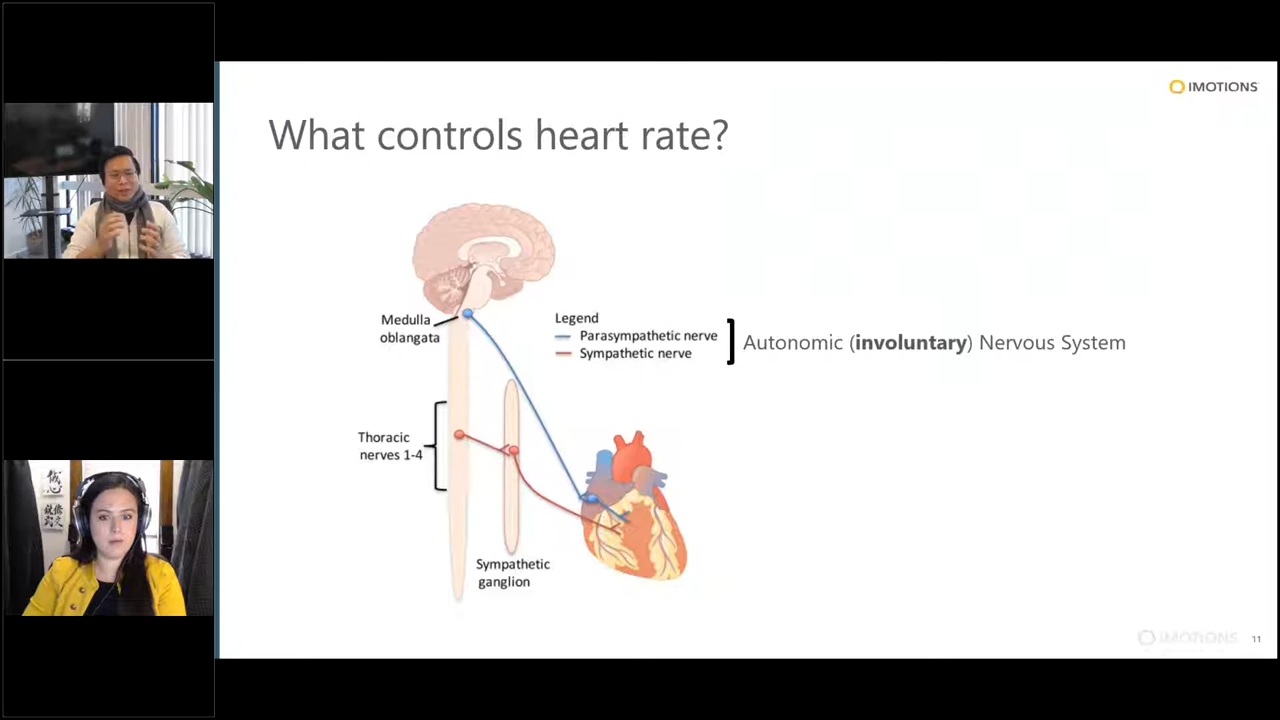 IMOTIONS
What controls heart rate?
Medulla
oblangata
Legend
Parasympathetic nerve
Sympathetic nerve
Autonomic (involuntary) Nervous System
Thoracic
nerves 1-4
Sympathetic
ganglion
IMOTIONS
11